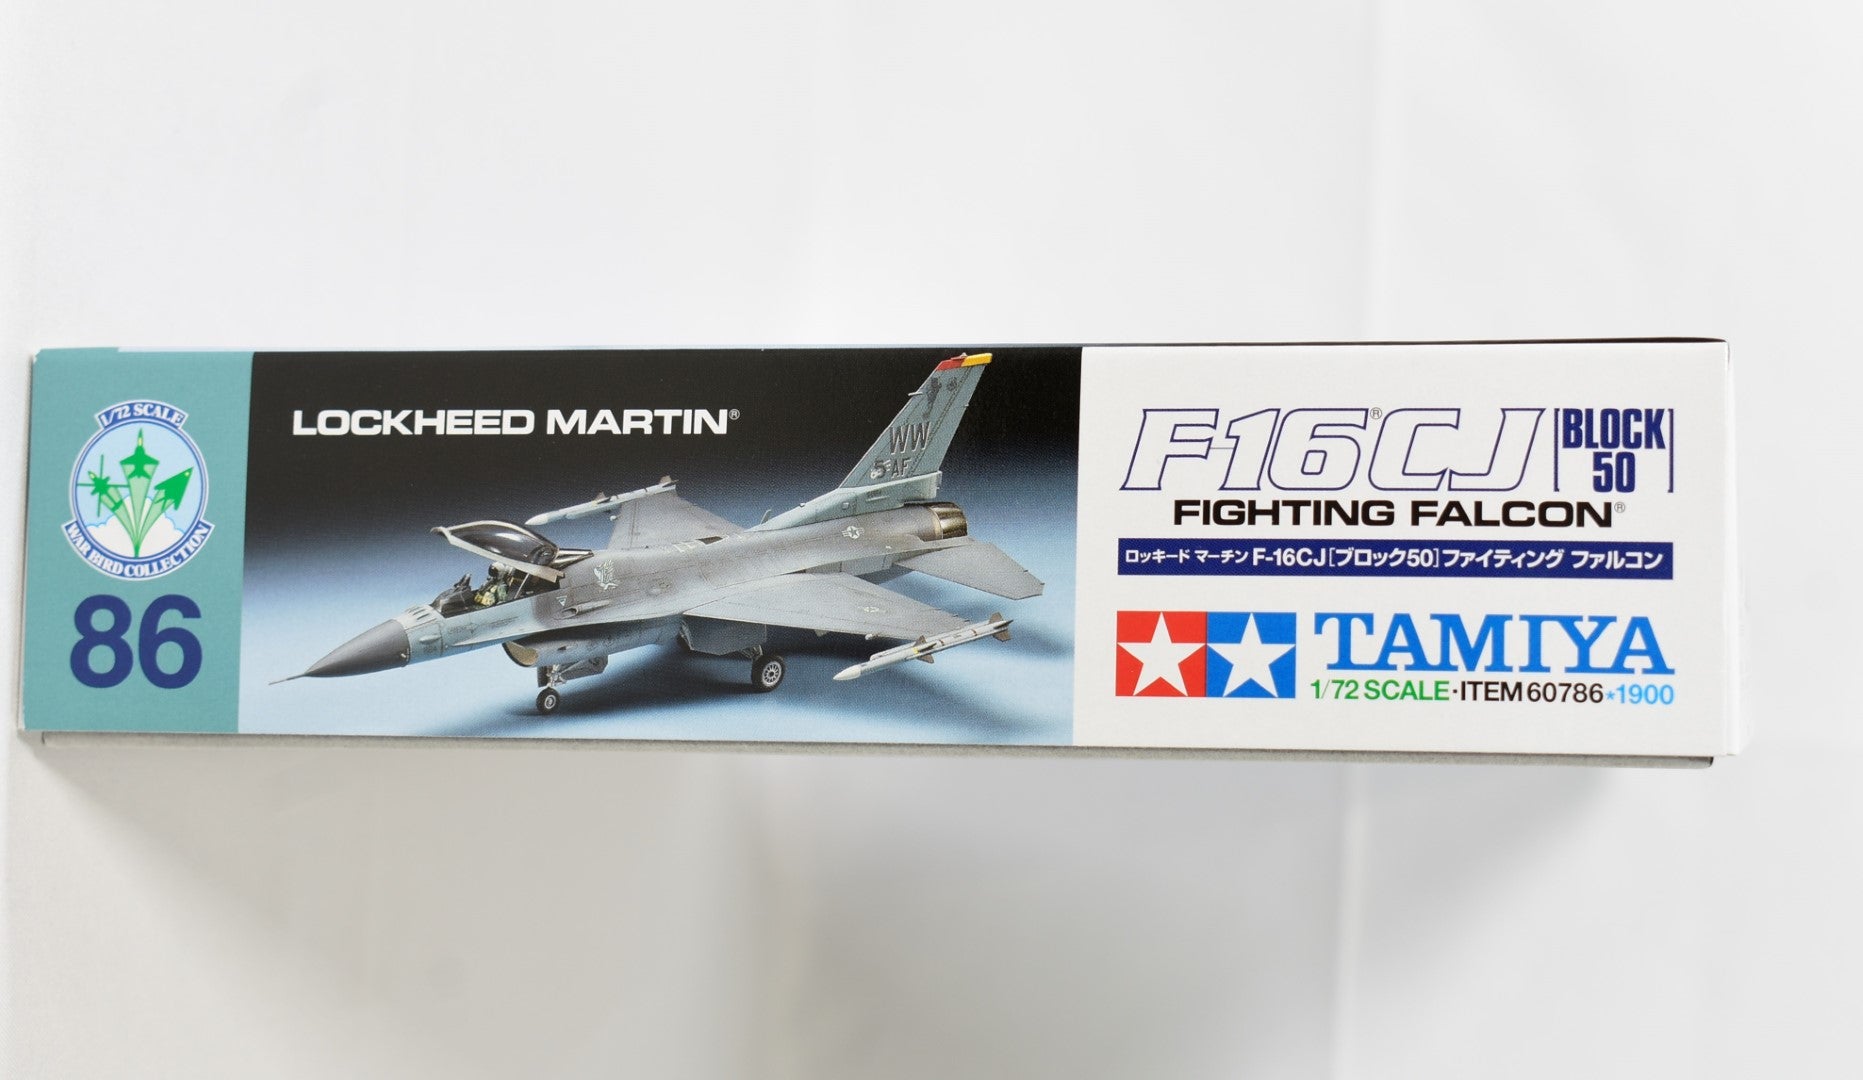 1/72 SCALE
WAR BIRD COLLECTION
86
LOCKHEED MARTIN®
WW
AF
F-16®CJ [BLOCK 50]
FIGHTING FALCON®
ロッキード マーチン F-16CJ[ブロック50]ファイティング ファルコン
TAMIYA
1/72 SCALE・ITEM 60786*1900